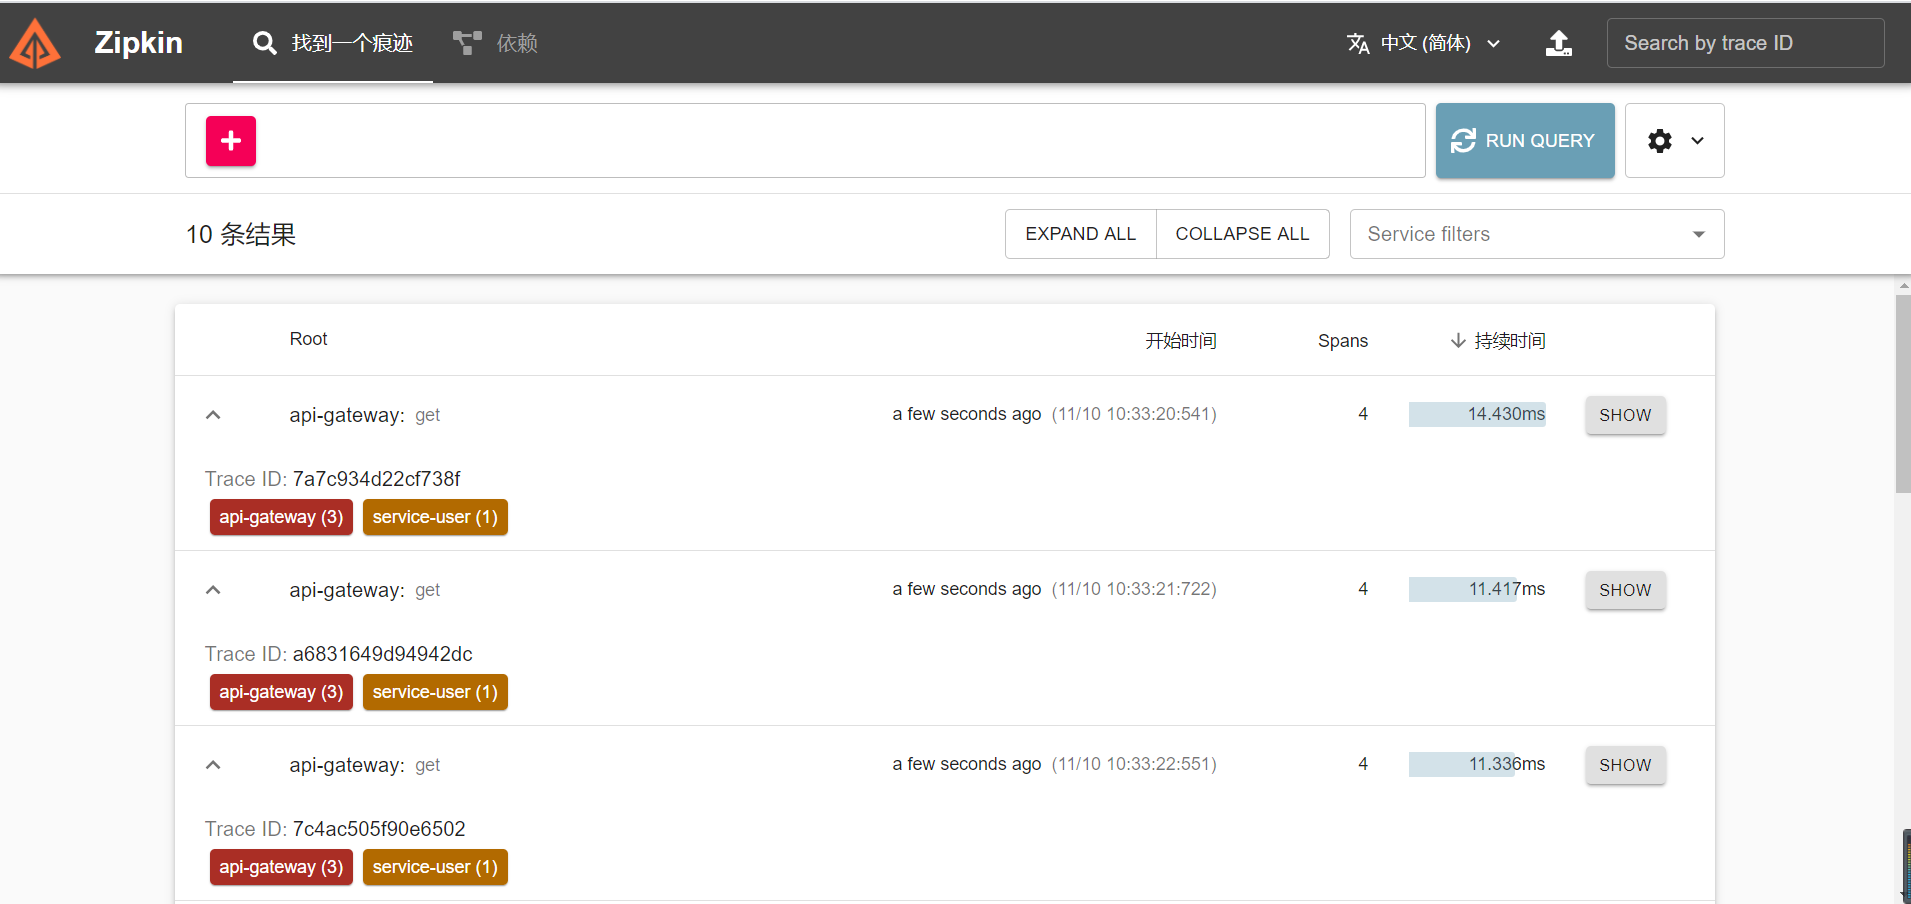 Zipkin 找到一个痕迹 依赖 中文 (简体) Search by trace ID
RUN QUERY
10 条结果 EXPAND ALL COLLAPSE ALL Service filters
Root 开始时间 Spans 持续时间
api-gateway: get a few seconds ago (11/10 10:33:20:541) 4 14.430ms SHOW
Trace ID: 7a7c934d22cf738f
api-gateway (3) service-user (1)
api-gateway: get a few seconds ago (11/10 10:33:21:722) 4 11.417ms SHOW
Trace ID: a6831649d94942dc
api-gateway (3) service-user (1)
api-gateway: get a few seconds ago (11/10 10:33:22:551) 4 11.336ms SHOW
Trace ID: 7c4ac505f90e6502
api-gateway (3) service-user (1)